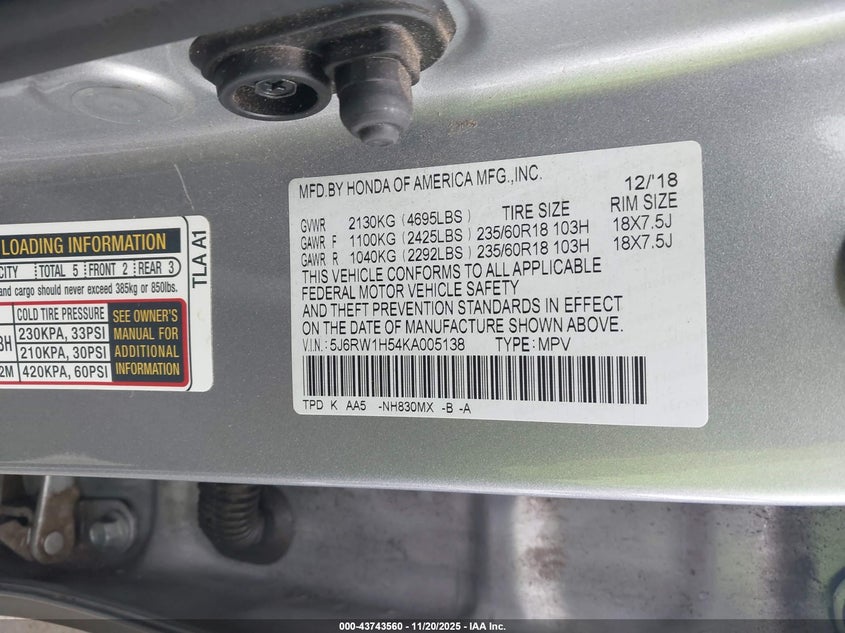 MFD.BY HONDA OF AMERICA MFG.,INC. 12/'18
GVWR 2130KG (4695LBS) TIRE SIZE RIM SIZE
GAWR F 1100KG (2425LBS) 235/60R18 103H 18X7.5J
GAWR R 1040KG (2292LBS) 235/60R18 103H 18X7.5J
THIS VEHICLE CONFORMS TO ALL APPLICABLE
FEDERAL MOTOR VEHICLE SAFETY
AND THEFT PREVENTION STANDARDS IN EFFECT
ON THE DATE OF MANUFACTURE SHOWN ABOVE.
V.I.N.: 5J6RW1H54KA005138 TYPE: MPV
TPD K AA5 -NH830MX -B -A
LOADING INFORMATION
CITY TOTAL 5 FRONT 2 REAR 3
and cargo should never exceed 385kg or 850lbs.
COLD TIRE PRESSURE SEE OWNER'S
3H 230KPA, 33PSI MANUAL FOR
210KPA, 30PSI ADDITIONAL
2M 420KPA, 60PSI INFORMATION
TLA A1
000-43743560 - 11/20/2025 - IAA Inc.